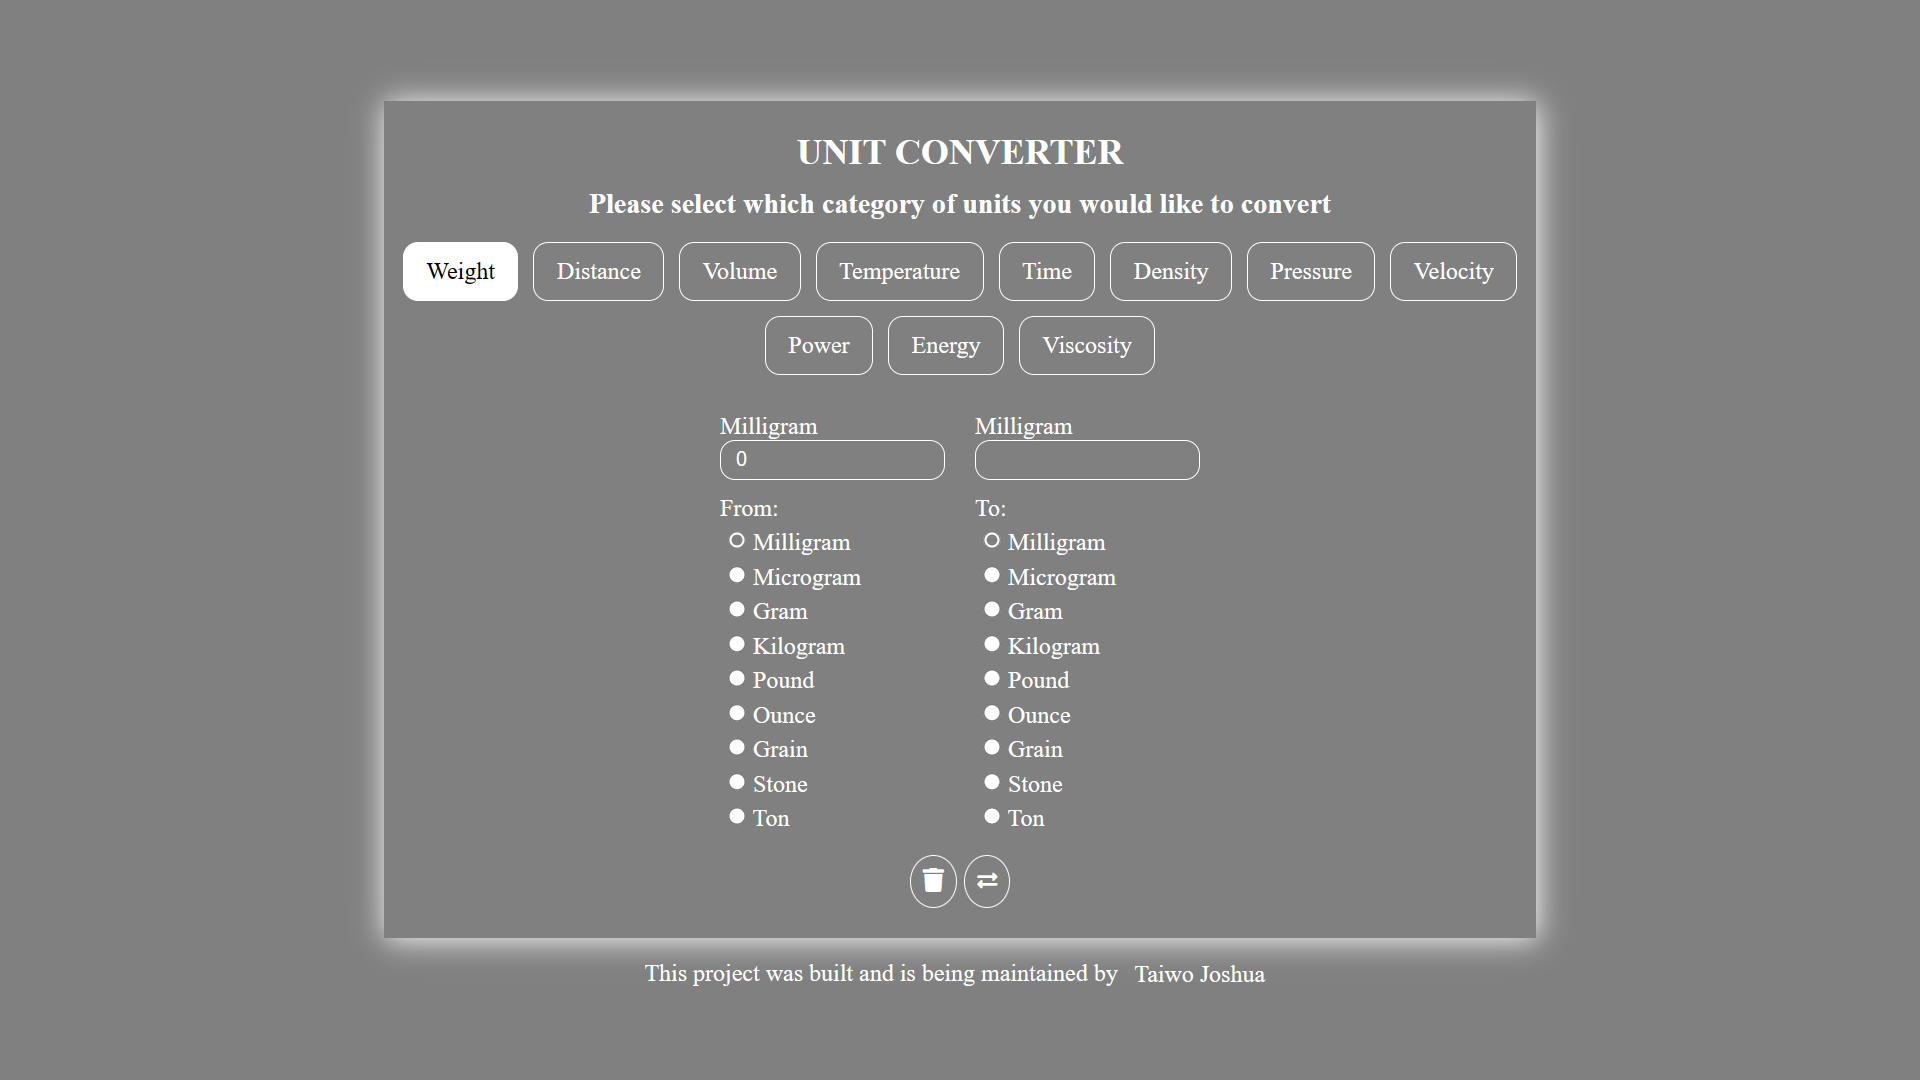 UNIT CONVERTER
Please select which category of units you would like to convert
Weight Distance Volume Temperature Time Density Pressure Velocity
Power Energy Viscosity
Milligram Milligram
0
From: To:
Milligram Milligram
Microgram Microgram
Gram Gram
Kilogram Kilogram
Pound Pound
Ounce Ounce
Grain Grain
Stone Stone
Ton Ton
This project was built and is being maintained by Taiwo Joshua